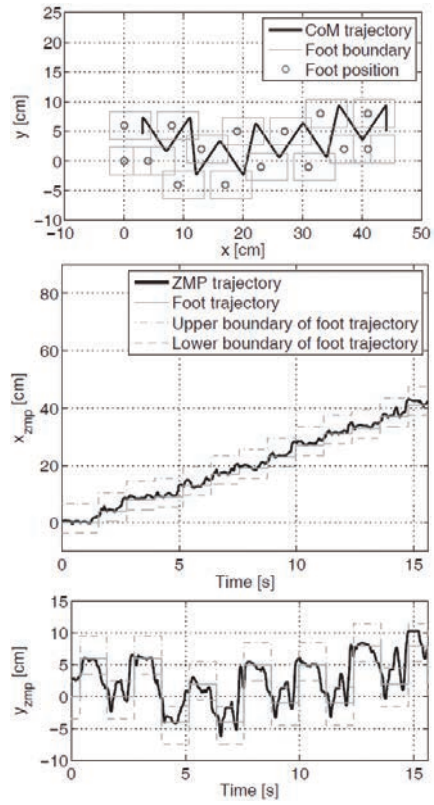 25
20
15
10
5
0
−5
−10
y [cm]
CoM trajectory
Foot boundary
Foot position
−10 0 10 20 30 40 50
x [cm]
80
60
40
20
0
x_zmp [cm]
ZMP trajectory
Foot trajectory
Upper boundary of foot trajectory
Lower boundary of foot trajectory
0 5 10 15
Time [s]
15
10
5
0
−5
−10
y_zmp [cm]
0 5 10 15
Time [s]